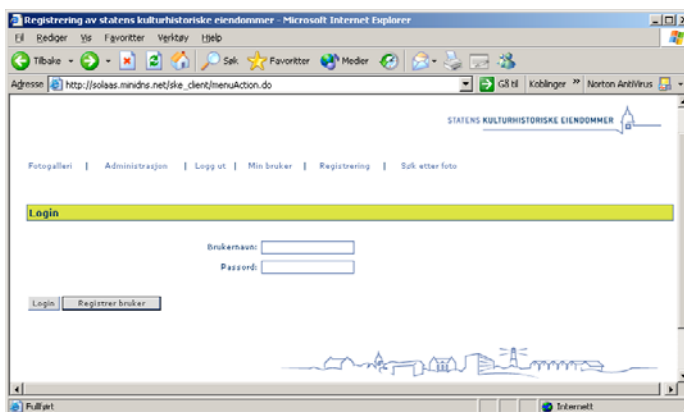 Registrering av statens kulturhistoriske eiendommer - Microsoft Internet Explorer
Fil Rediger Vis Favoritter Verktøy Hjelp
Tilbake Søk Favoritter Medier
Adresse http://solaas.minidns.net/ske_client/menuAction.do Gå til Koblinger » Norton AntiVirus
STATENS KULTURHISTORISKE EIENDOMMER
Fotogalleri | Administrasjon | Logg ut | Min bruker | Registrering | Søk etter foto
Login
Brukernavn:
Passord:
Login Registrer bruker
Fullført Internett